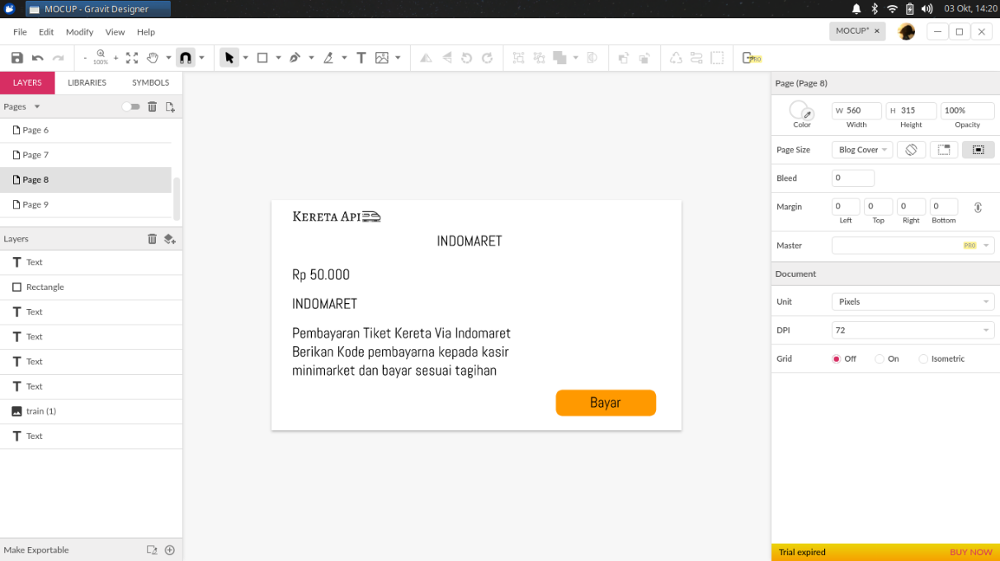 MOCUP - Gravit Designer
03 Okt, 14:20
File Edit Modify View Help
MOCUP* ×
- 100% +
PRO
LAYERS LIBRARIES SYMBOLS
Pages
Page 6
Page 7
Page 8
Page 9
Layers
Text
Rectangle
Text
Text
Text
Text
train (1)
Text
Make Exportable
KERETA API
INDOMARET
Rp 50.000
INDOMARET
Pembayaran Tiket Kereta Via Indomaret
Berikan Kode pembayarna kepada kasir
minimarket dan bayar sesuai tagihan
Bayar
Page (Page 8)
W 560 H 315 100%
Color Width Height Opacity
Page Size Blog Cover
Bleed 0
Margin 0 0 0 0
Left Top Right Bottom
Master PRO
Document
Unit Pixels
DPI 72
Grid Off On Isometric
Trial expired BUY NOW